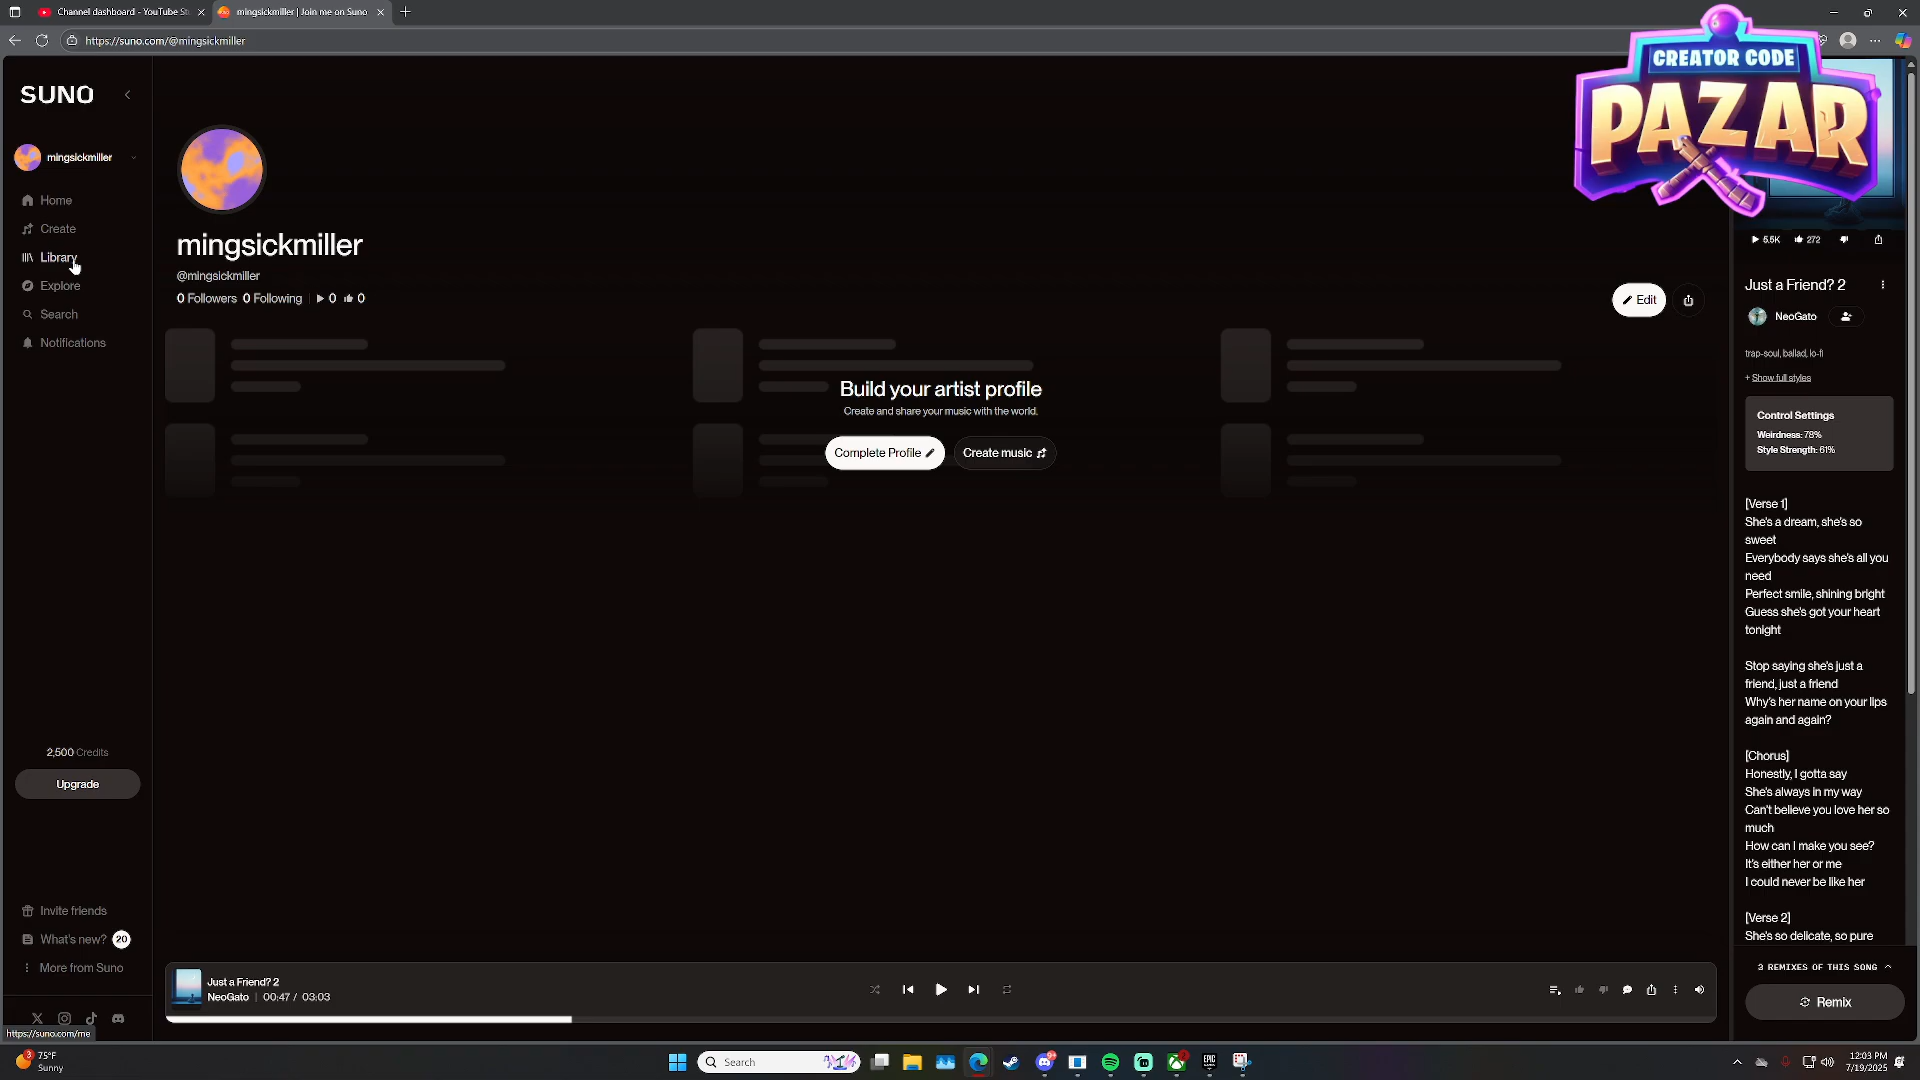 Channel dashboard - YouTube St
mingsickmiller | Join me on Suno
https://suno.com/@mingsickmiller
CREATOR CODE
PAZAR
SUNO
mingsickmiller
Home
Create
Library
Explore
Search
Notifications
2,500 Credits
Upgrade
Invite friends
What's new? 20
More from Suno
https://suno.com/me
mingsickmiller
@mingsickmiller
0 Followers 0 Following 0 0
Edit
Build your artist profile
Create and share your music with the world.
Complete Profile
Create music
5.5K 272
Just a Friend? 2
NeoGato
trap-soul, ballad, lo-fi
+ Show full styles
Control Settings
Weirdness: 78%
Style Strength: 61%
[Verse 1]
She's a dream, she's so
sweet
Everybody says she's all you
need
Perfect smile, shining bright
Guess she's got your heart
tonight
Stop saying she's just a
friend, just a friend
Why's her name on your lips
again and again?
[Chorus]
Honestly, I gotta say
She's always in my way
Can't believe you love her so
much
How can I make you see?
It's either her or me
I could never be like her
[Verse 2]
She's so delicate, so pure
3 REMIXES OF THIS SONG
Remix
Just a Friend? 2
NeoGato | 00:47 / 03:03
3
75°F
Sunny
Search
EPIC
12:03 PM
7/19/2025